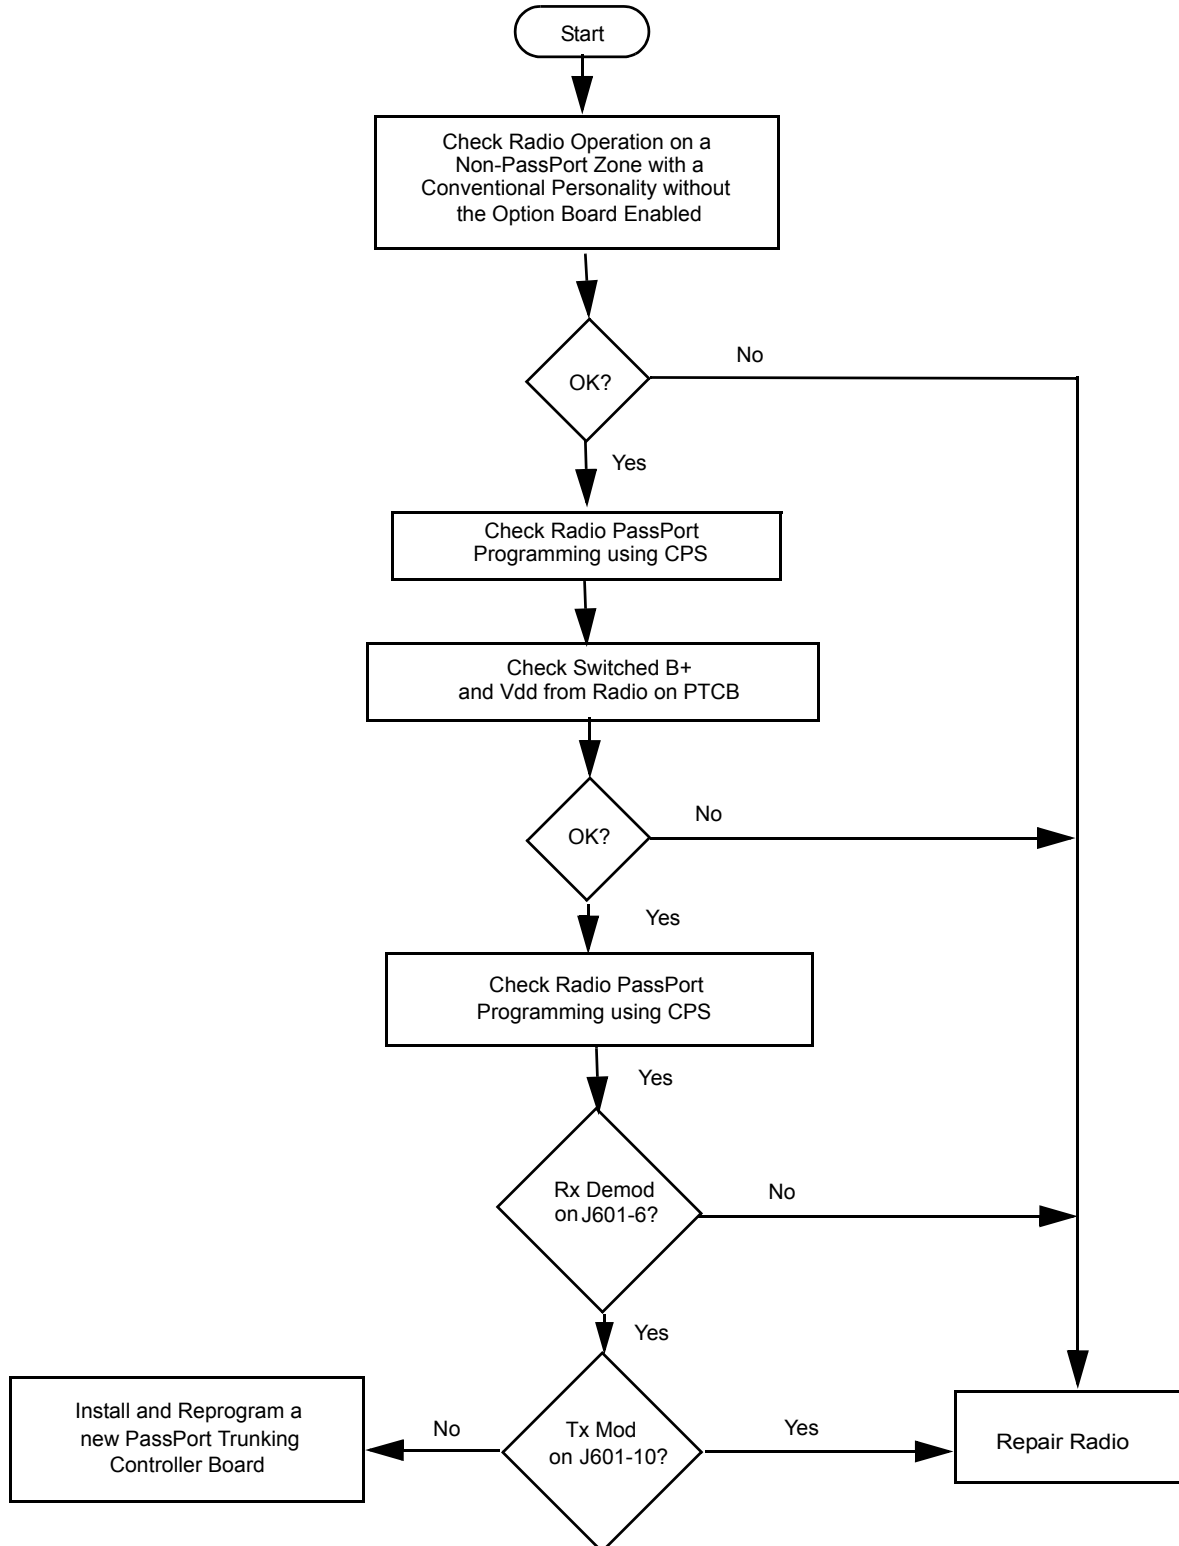 Start
Check Radio Operation on a
Non-PassPort Zone with a
Conventional Personality without
the Option Board Enabled
OK?
No
Yes
Check Radio PassPort
Programming using CPS
Check Switched B+
and Vdd from Radio on PTCB
OK?
No
Yes
Check Radio PassPort
Programming using CPS
Yes
Rx Demod
on J601-6?
No
Yes
Install and Reprogram a
new PassPort Trunking
Controller Board
No
Tx Mod
on J601-10?
Yes
Repair Radio